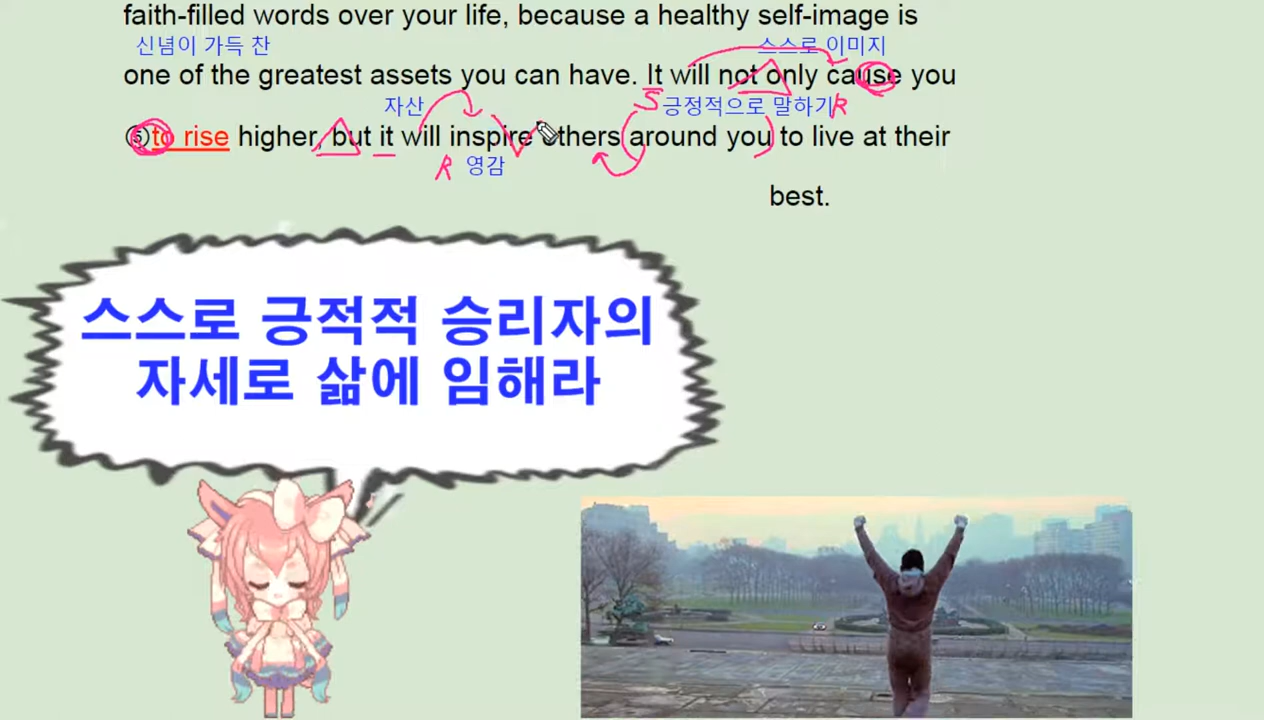 faith-filled words over your life, because a healthy self-image is
신념이 가득 찬 스스로 이미지
one of the greatest assets you can have. It will not only cause you
자산 S 긍정적으로 말하기 R
⑤to rise higher, but it will inspire others around you to live at their
R 영감
best.
스스로 긍적적 승리자의
자세로 삶에 임해라